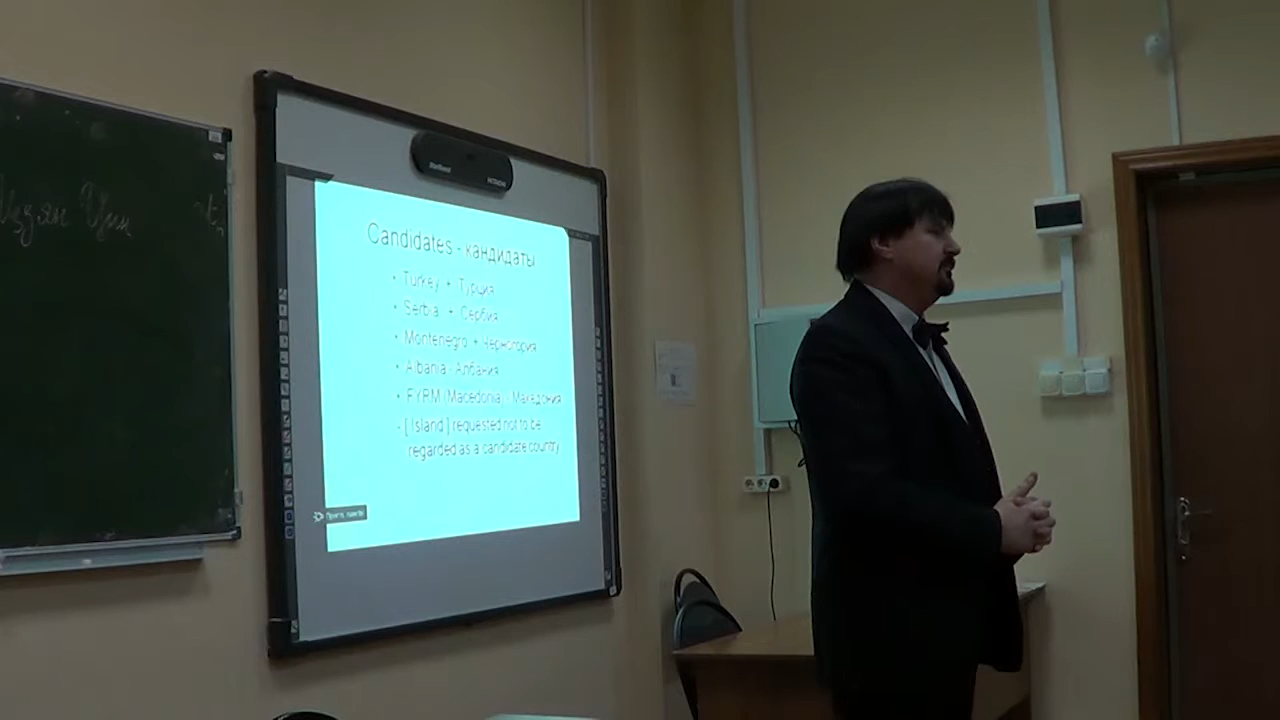 Candidates - кандидаты
• Turkey + Турция
• Serbia + Сербия
• Montenegro + Черногория
• Albania - Албания
• FYRM (Macedonia) - Македония
- [ Island ] requested not to
regarded as a candidate country
HITACHI